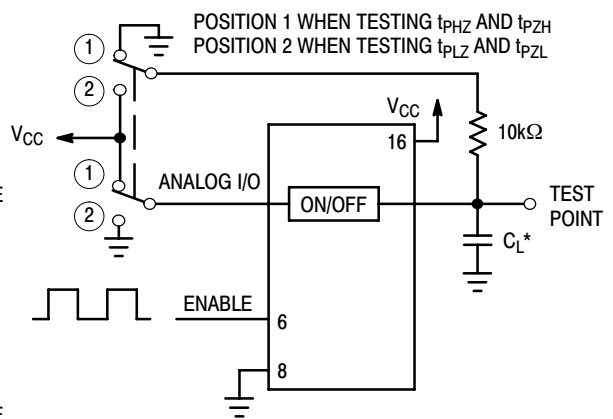 POSITION 1 WHEN TESTING tPHZ AND tPZH
POSITION 2 WHEN TESTING tPLZ AND tPZL
1
2
VCC
1
2
ANALOG I/O
ON/OFF
VCC
16
10kΩ
TEST
POINT
CL*
ENABLE
6
8
E
E